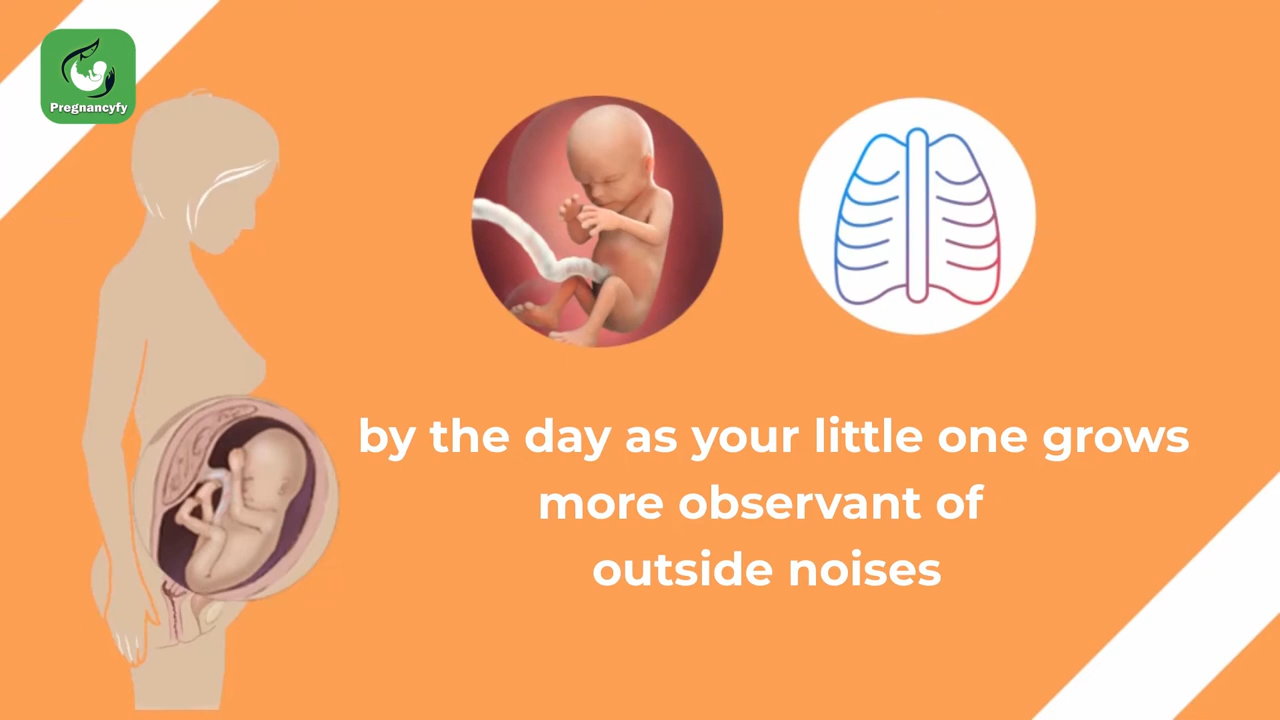 Pregnancyfy
by the day as your little one grows
more observant of
outside noises